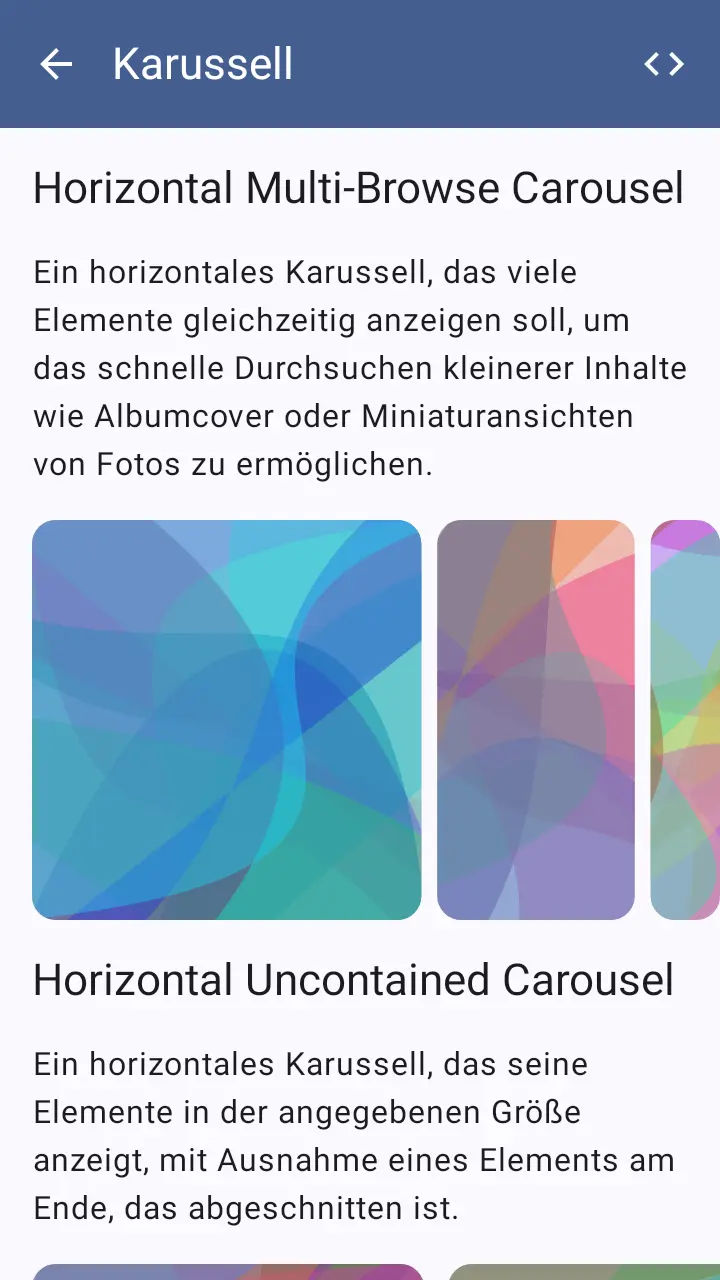 Karussell
Horizontal Multi-Browse Carousel
Ein horizontales Karussell, das viele
Elemente gleichzeitig anzeigen soll, um
das schnelle Durchsuchen kleinerer Inhalte
wie Albumcover oder Miniaturansichten
von Fotos zu ermöglichen.
Horizontal Uncontained Carousel
Ein horizontales Karussell, das seine
Elemente in der angegebenen Größe
anzeigt, mit Ausnahme eines Elements am
Ende, das abgeschnitten ist.